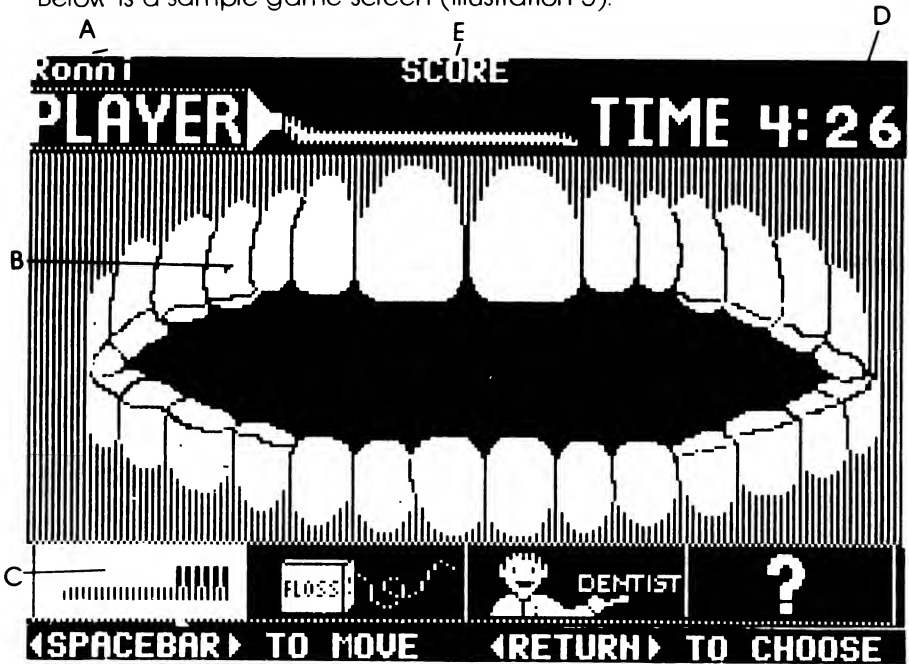 Below is a sample game screen (Illustration 3).
A
E
D
Ronni
SCORE
PLAYER
TIME 4:26
B
C
FLOSS
DENTIST
?
◀SPACEBAR▶ TO MOVE ◀RETURN▶ TO CHOOSE